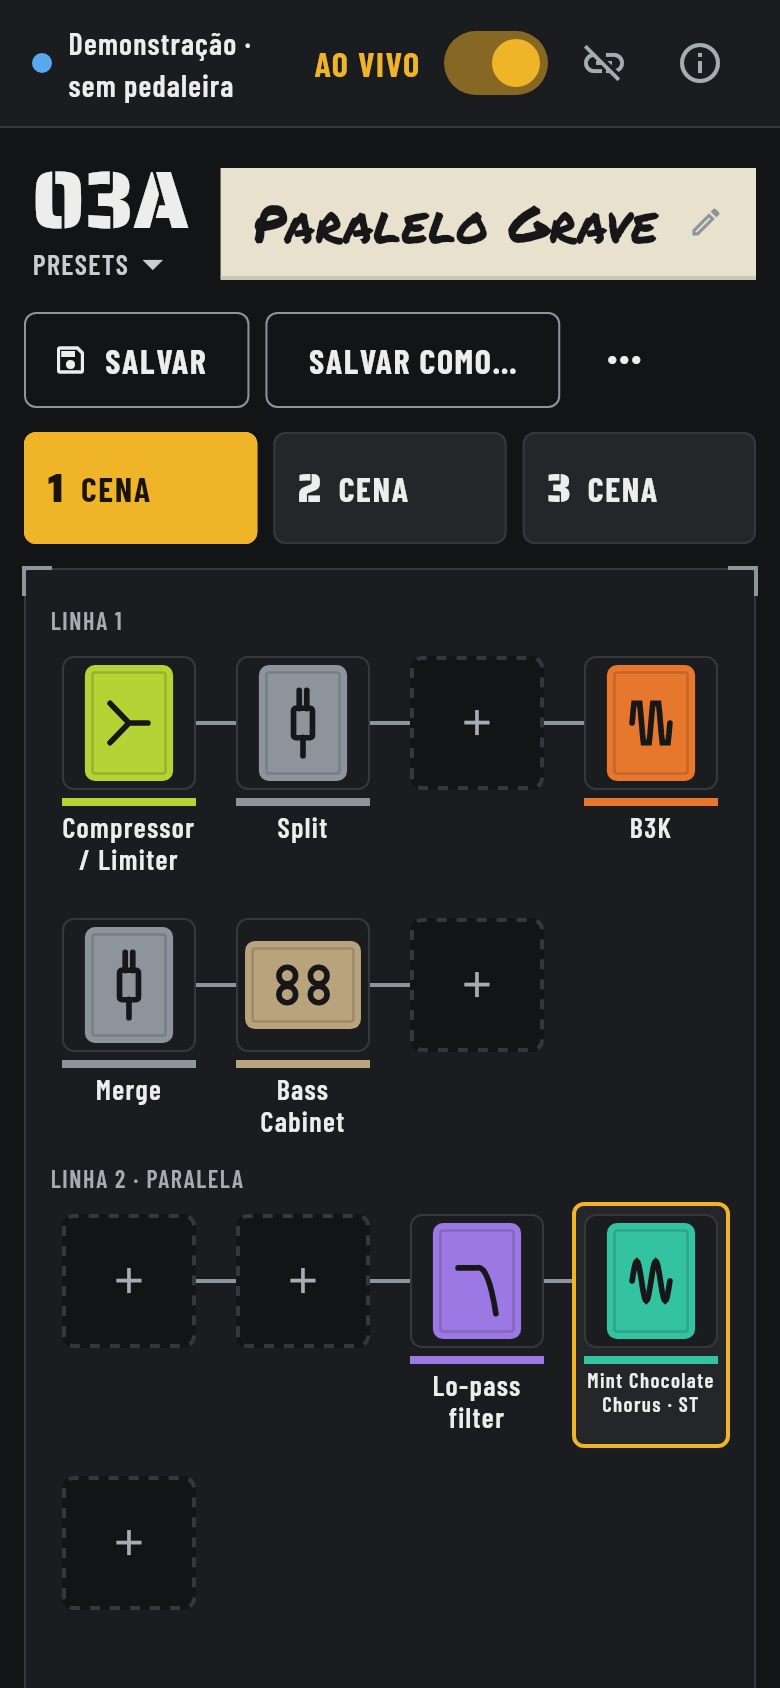 Demonstração ·
sem pedaleira
AO VIVO
03A
PRESETS
Paralelo Grave
SALVAR
SALVAR COMO...
1 CENA
2 CENA
3 CENA
LINHA 1
Compressor
/ Limiter
Split
B3K
88
Merge
Bass
Cabinet
LINHA 2 · PARALELA
Lo-pass
filter
Mint Chocolate
Chorus · ST